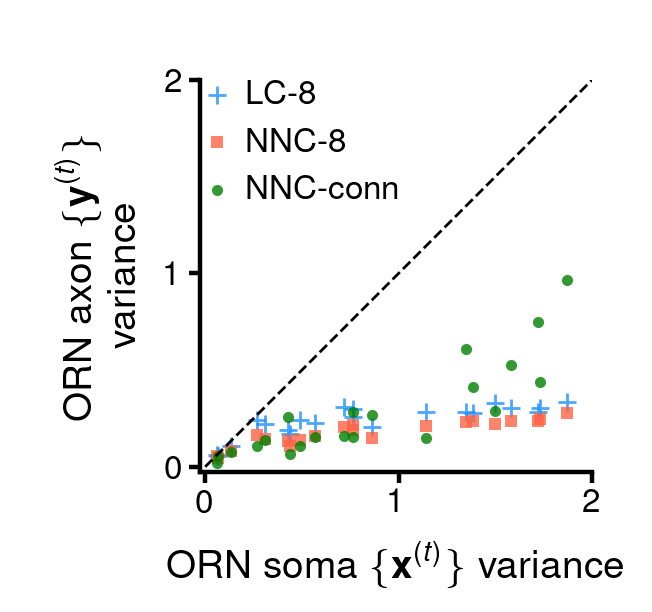 2
LC-8
NNC-8
NNC-conn
ORN axon {y^(t)}
variance
1
0
0 1 2
ORN soma {x^(t)} variance